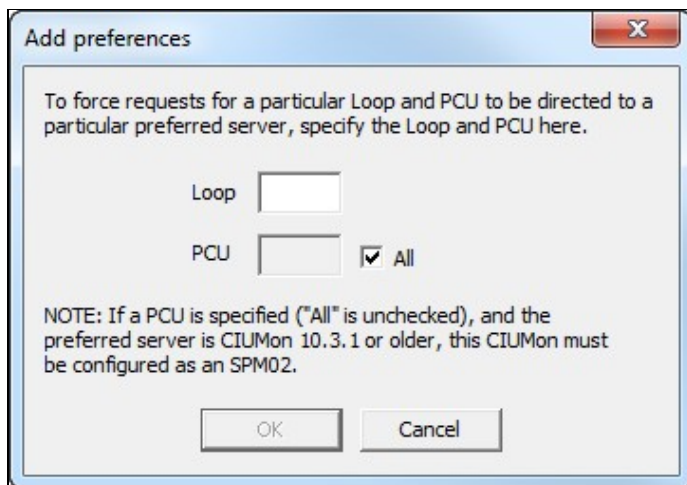 Add preferences
To force requests for a particular Loop and PCU to be directed to a
particular preferred server, specify the Loop and PCU here.
Loop
PCU All
NOTE: If a PCU is specified ("All" is unchecked), and the
preferred server is CIUMon 10.3.1 or older, this CIUMon must
be configured as an SPM02.
OK Cancel